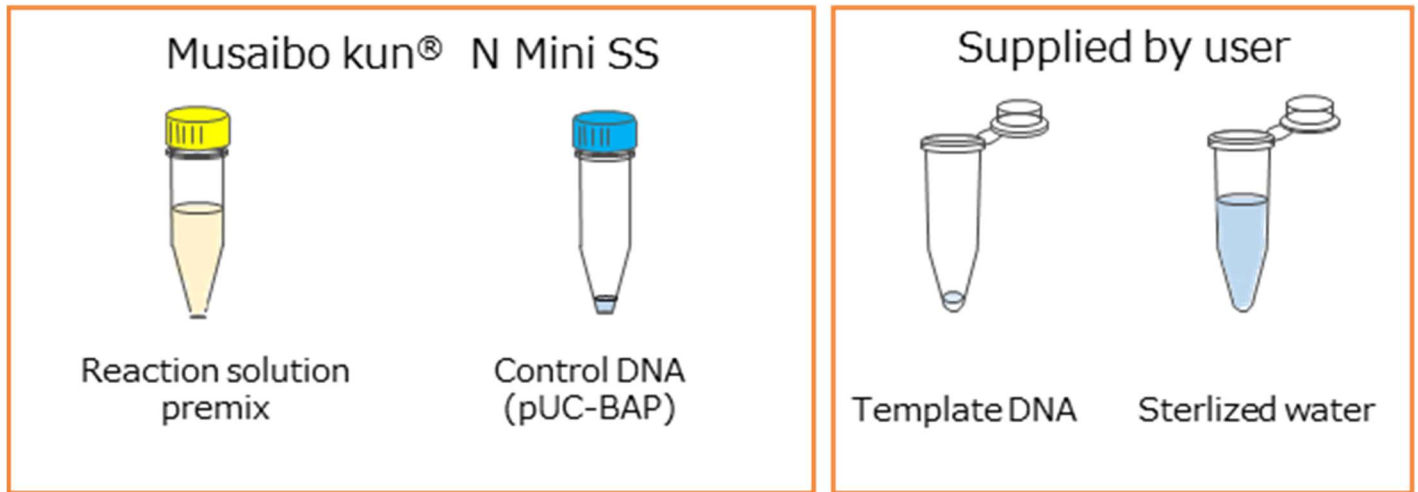 Musaibo kun® N Mini SS
Reaction solution
premix
Control DNA
(pUC-BAP)
Supplied by user
Template DNA
Sterlized water